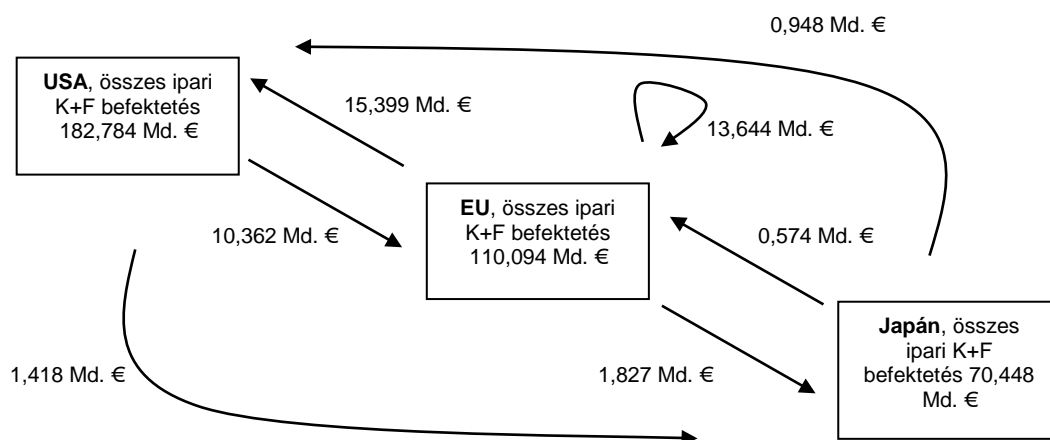 0,948 Md. €
USA, összes ipari
K+F befektetés
182,784 Md. €
15,399 Md. €
13,644 Md. €
EU, összes ipari
K+F befektetés
110,094 Md. €
10,362 Md. €
0,574 Md. €
Japán, összes
ipari K+F
befektetés 70,448
Md. €
1,418 Md. €
1,827 Md. €